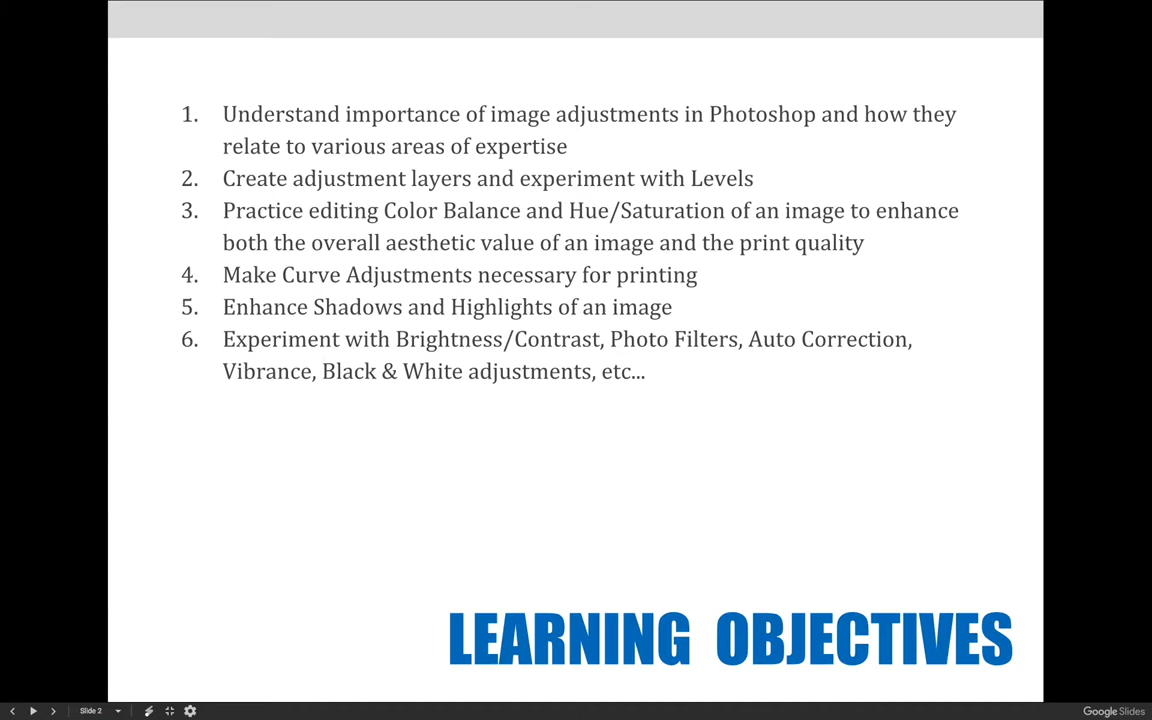 1. Understand importance of image adjustments in Photoshop and how they
relate to various areas of expertise
2. Create adjustment layers and experiment with Levels
3. Practice editing Color Balance and Hue/Saturation of an image to enhance
both the overall aesthetic value of an image and the print quality
4. Make Curve Adjustments necessary for printing
5. Enhance Shadows and Highlights of an image
6. Experiment with Brightness/Contrast, Photo Filters, Auto Correction,
Vibrance, Black & White adjustments, etc...
LEARNING OBJECTIVES
Slide 2
Google Slides